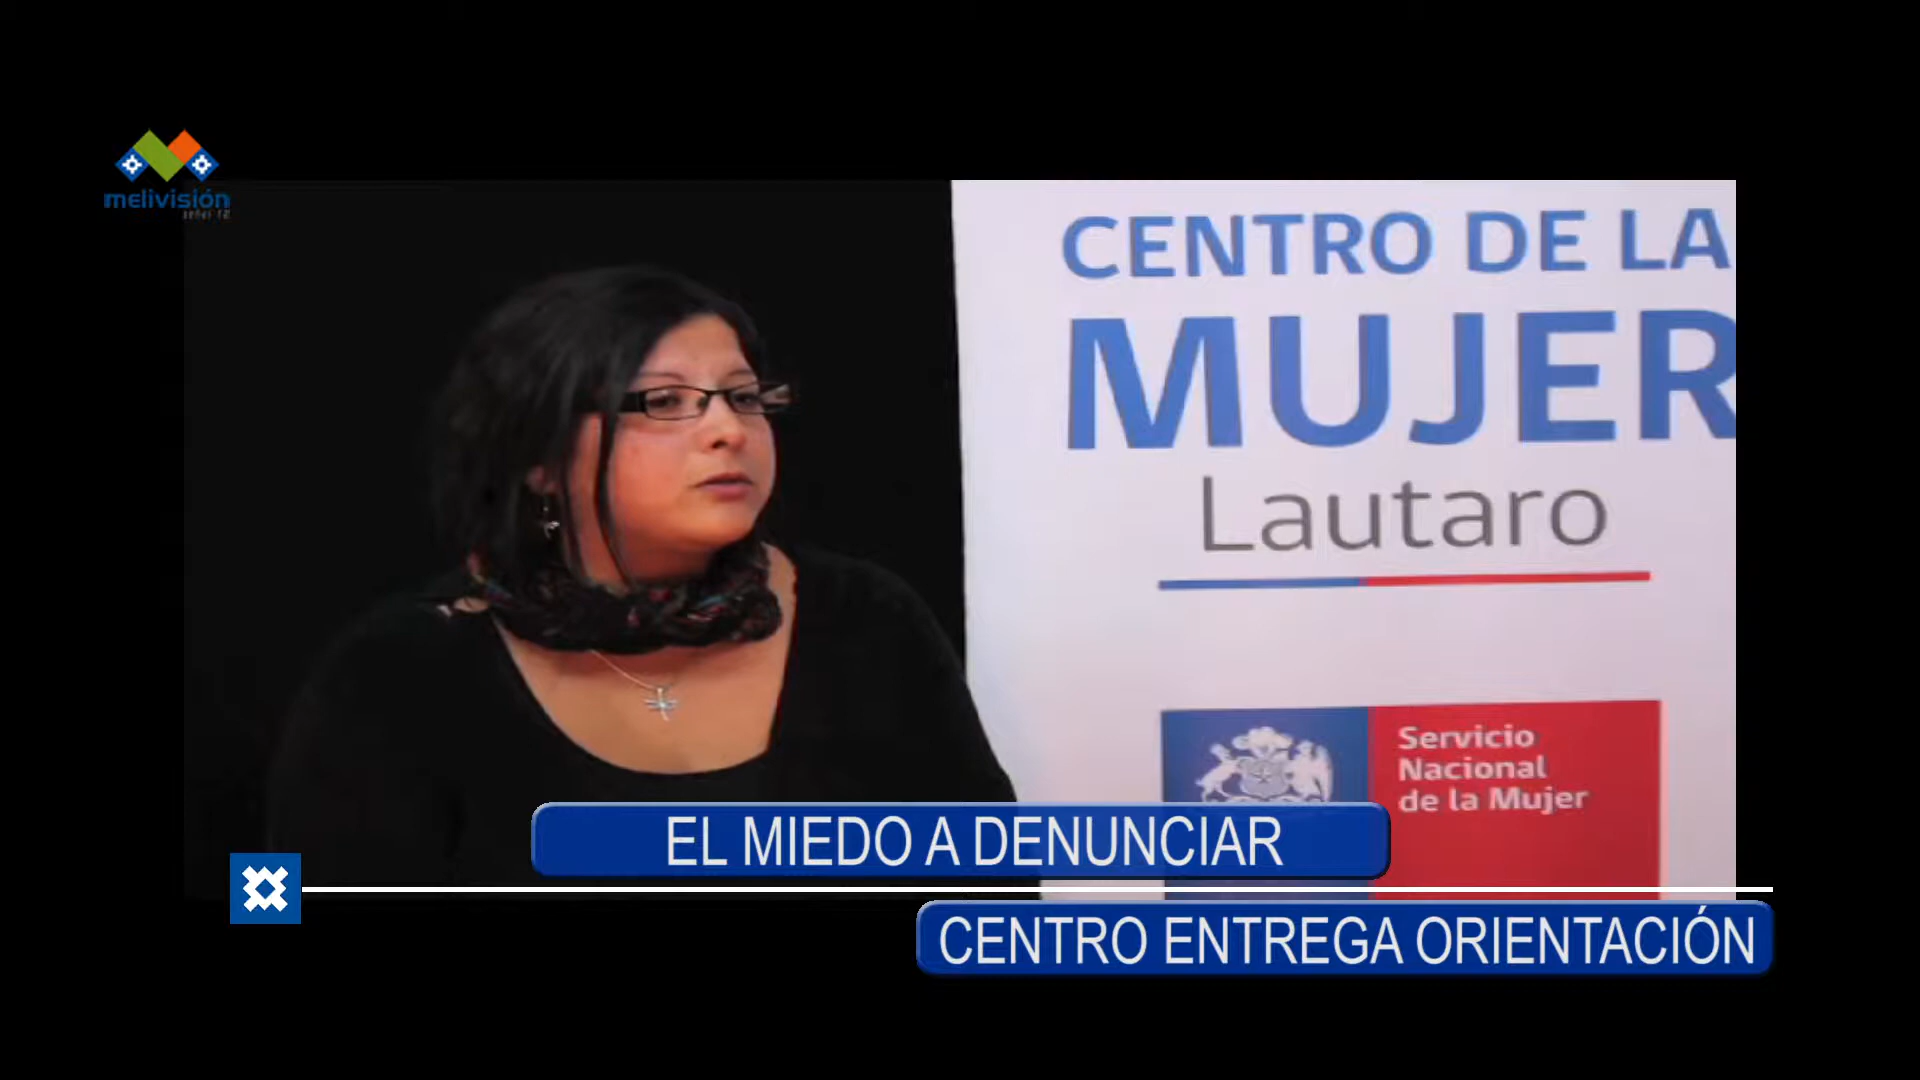 melivisión
CENTRO DE LA
MUJER
Lautaro
Servicio
Nacional
de la Mujer
EL MIEDO A DENUNCIAR
CENTRO ENTREGA ORIENTACIÓN